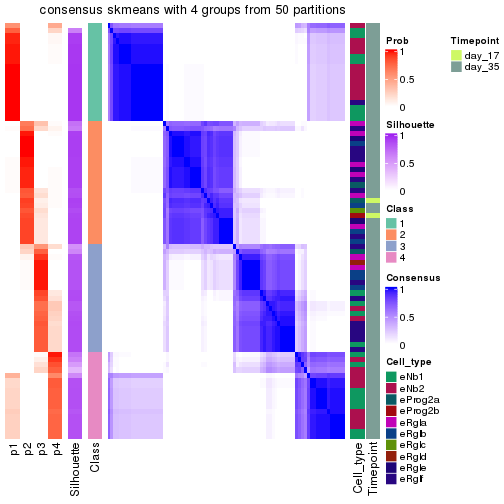 consensus skmeans with 4 groups from 50 partitions
Prob
1
0.5
0
Timepoint
day_17
day_35
Silhouette
1
0.5
0
Class
1
2
3
4
Consensus
1
0.5
0
Cell_type
eNb1
eNb2
eProg2a
eProg2b
eRgla
eRglb
eRglc
eRgld
eRgle
eRglf
p1
p2
p3
p4
Silhouette
Class
Cell_type
Timepoint